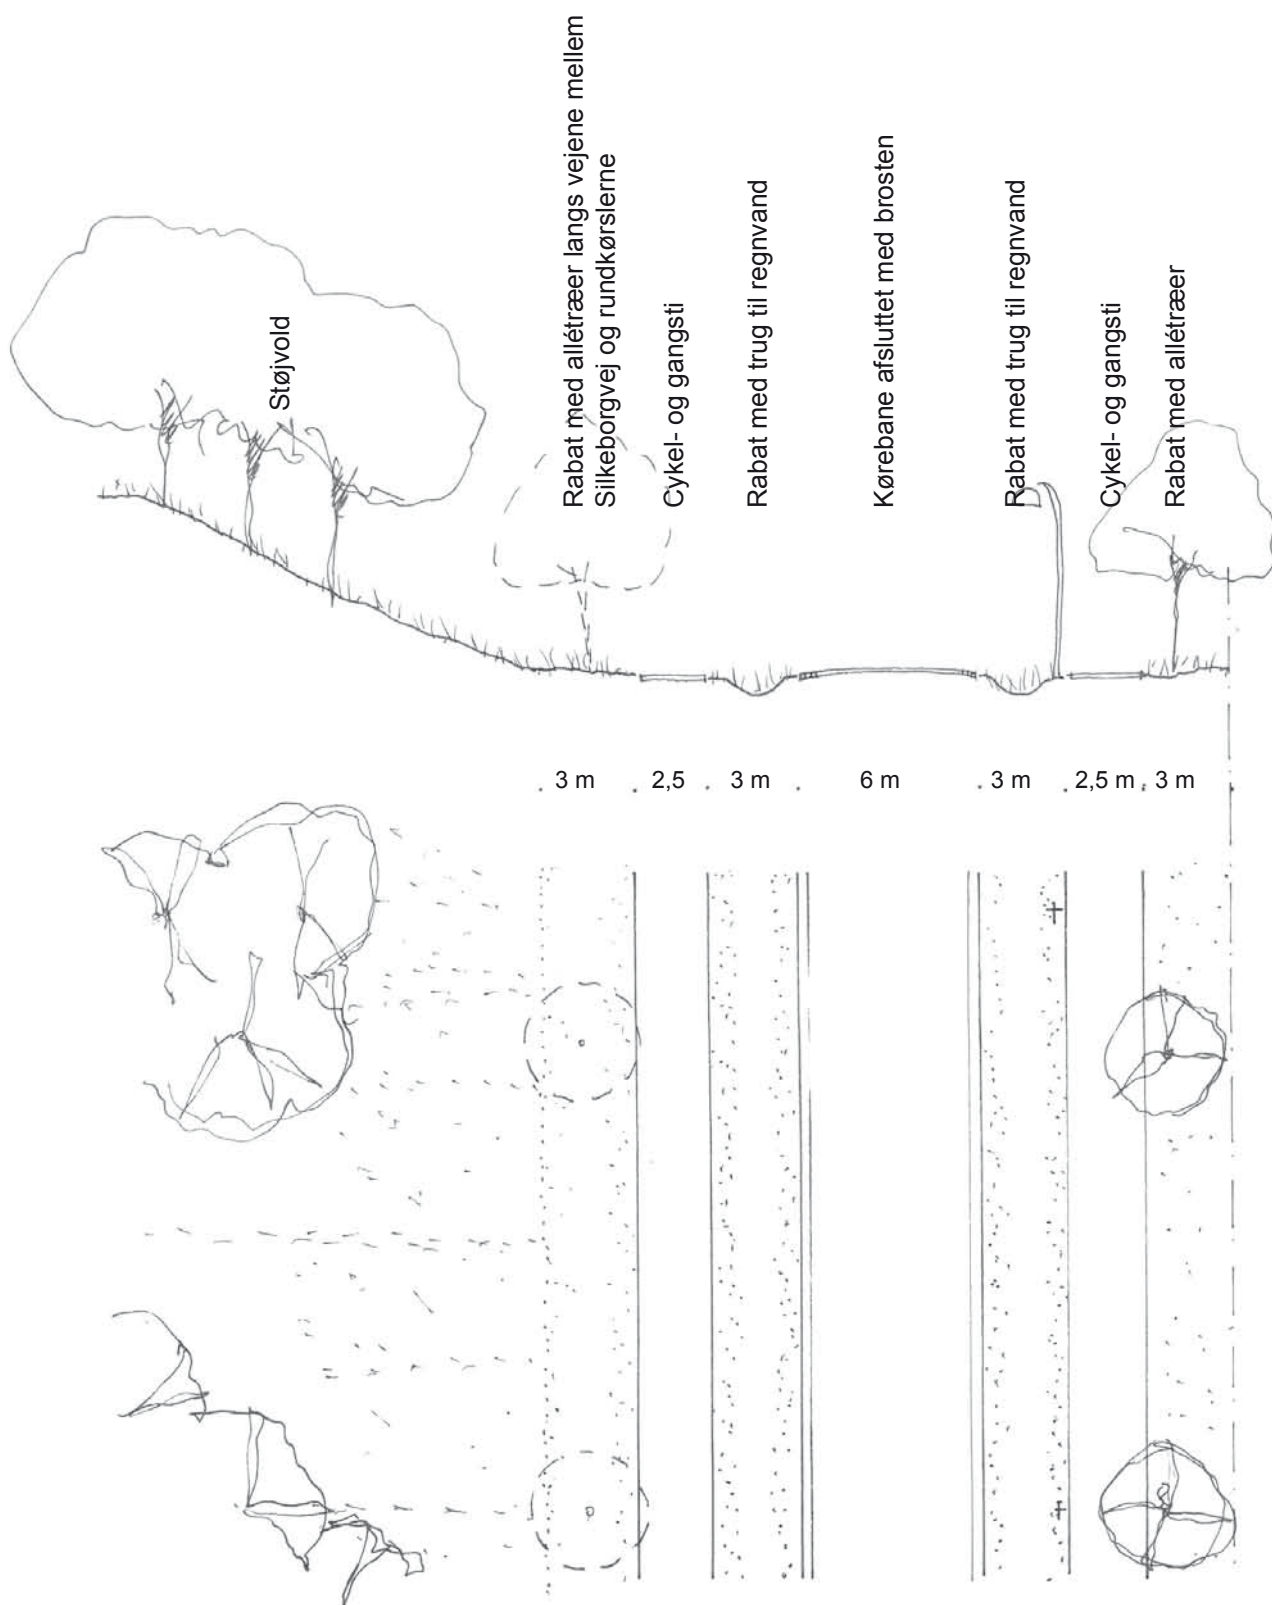 Støjvold
Rabat med allétræer langs vejene mellem
Silkeborgvej og rundkørslerne
Cykel- og gangsti
Rabat med trug til regnvand
Kørebane afsluttet med brosten
Rabat med trug til regnvand
Cykel- og gangsti
Rabat med allétræer
3 m
2,5
3 m
6 m
3 m
2,5 m
3 m